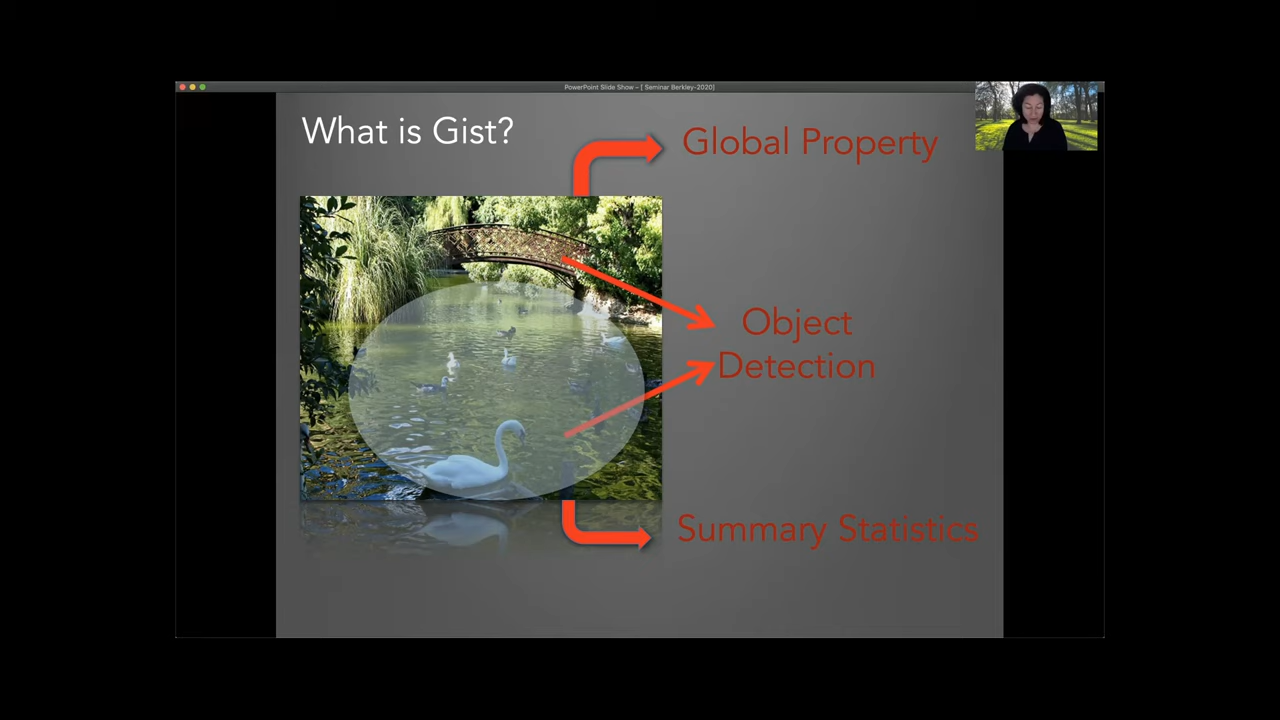 PowerPoint Slide Show - [ Seminar Berkley-2020]
What is Gist?
Global Property
Object
Detection
Summary Statistics